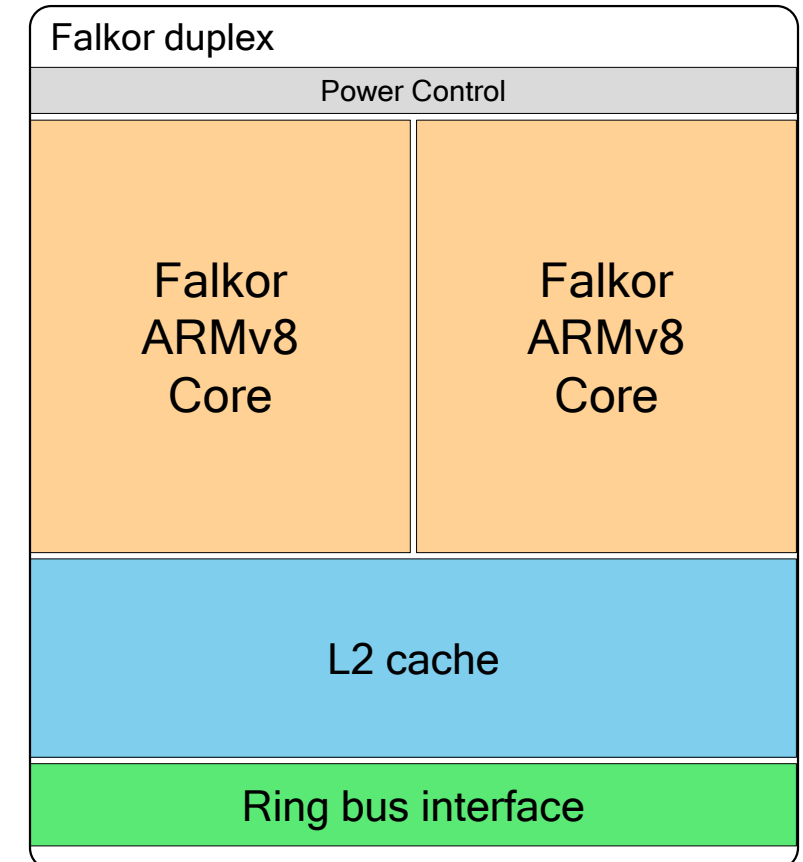 Falkor duplex
Power Control
Falkor
ARMv8
Core
Falkor
ARMv8
Core
L2 cache
Ring bus interface